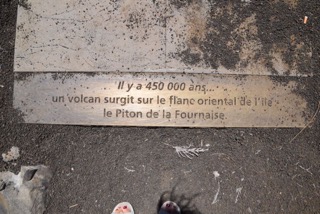 Il y a 450 000 ans...
un volcan surgit sur le flanc oriental de l'île
le Piton de la Fournaise.